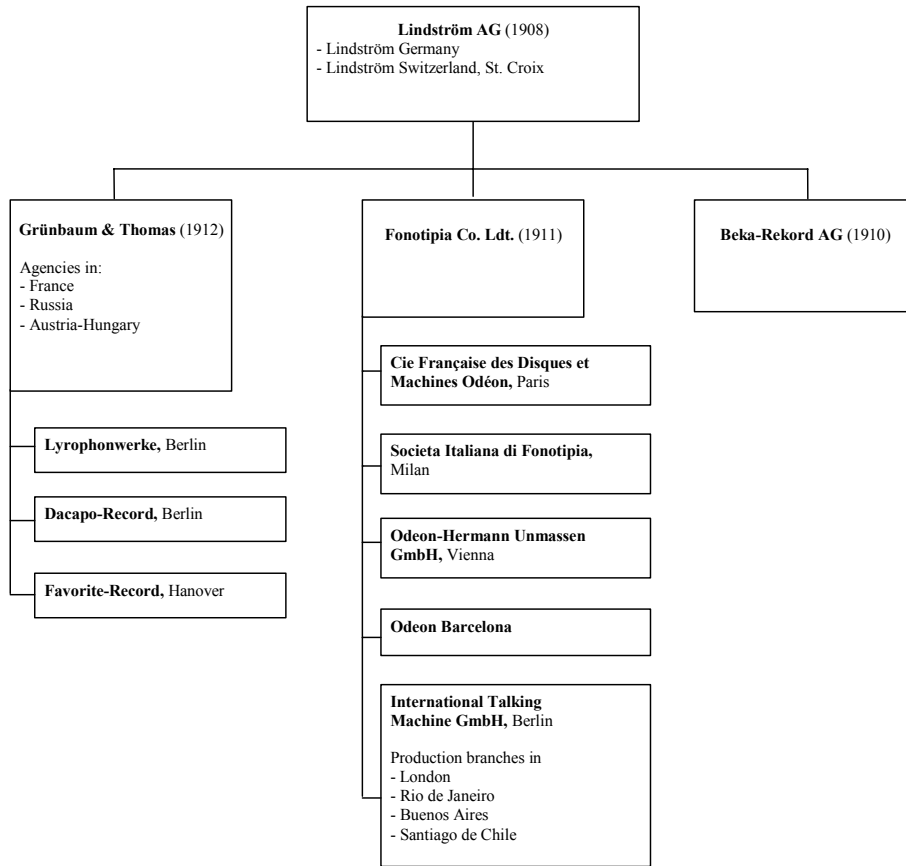 Lindström AG (1908)
- Lindström Germany
- Lindström Switzerland, St. Croix
Grünbaum & Thomas (1912)
Agencies in:
- France
- Russia
- Austria-Hungary
Lyrophonwerke, Berlin
Dacapo-Record, Berlin
Favorite-Record, Hanover
Fonotipia Co. Ldt. (1911)
Cie Française des Disques et
Machines Odéon, Paris
Societa Italiana di Fonotipia,
Milan
Odeon-Hermann Unmassen
GmbH, Vienna
Odeon Barcelona
International Talking
Machine GmbH, Berlin
Production branches in
- London
- Rio de Janeiro
- Buenos Aires
- Santiago de Chile
Beka-Rekord AG (1910)